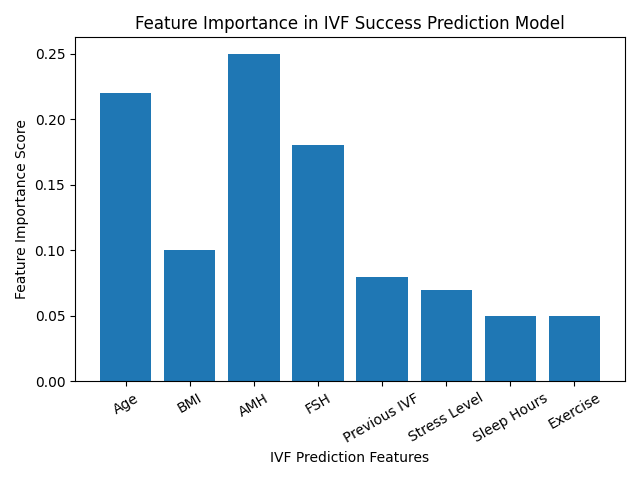 Feature Importance in IVF Success Prediction Model
Feature Importance Score
0.25
0.20
0.15
0.10
0.05
0.00
Age
BMI
AMH
FSH
Previous IVF
Stress Level
Sleep Hours
Exercise
IVF Prediction Features